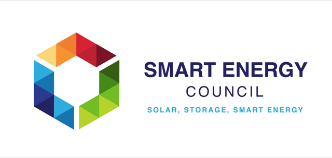 SMART ENERGY
COUNCIL
SOLAR, STORAGE, SMART ENERGY